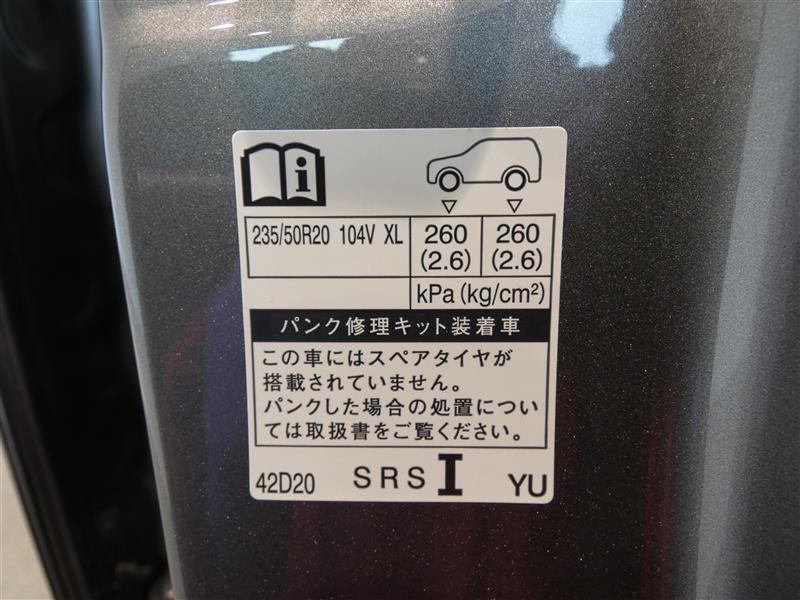 i
235/50R20 104V XL 260 260
(2.6) (2.6)
kPa (kg/cm²)
パンク修理キット装着車
この車にはスペアタイヤが
搭載されていません。
パンクした場合の処置につい
ては取扱書をご覧ください。
42D20 SRS I YU